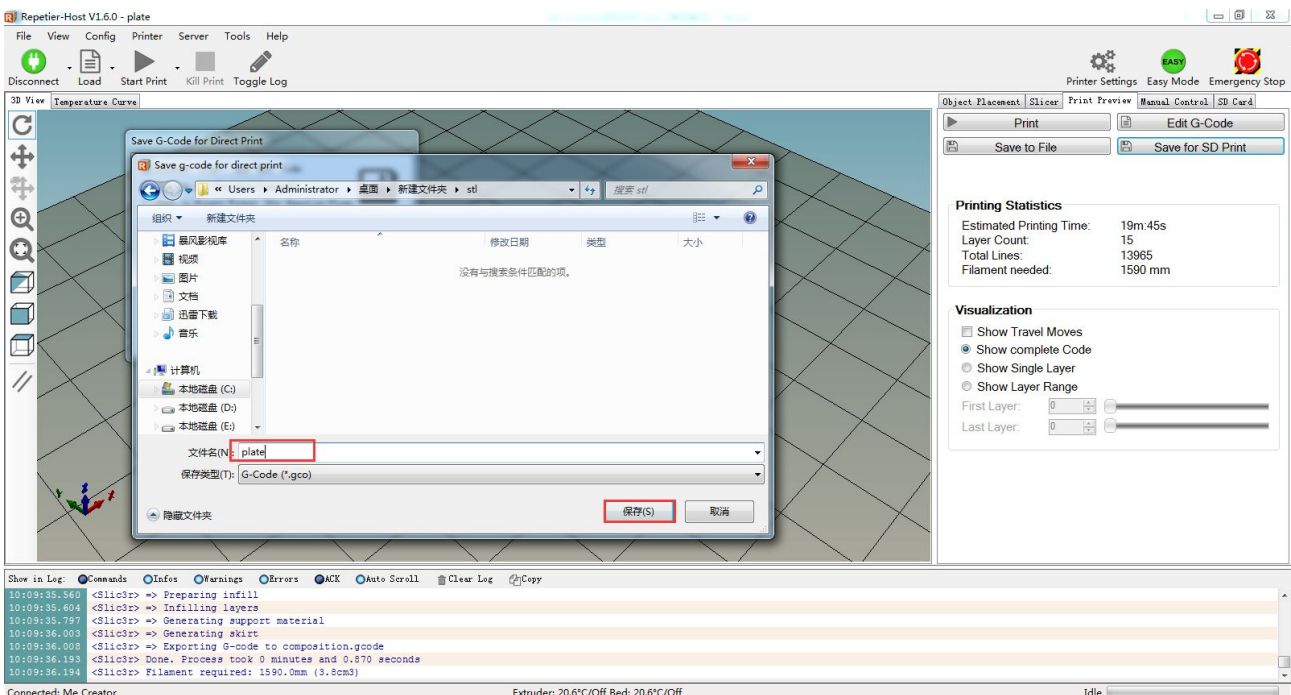 Repetier-Host V1.6.0 - plate
File View Config Printer Server Tools Help
Disconnect Load Start Print Kill Print Toggle Log Printer Settings EASY Easy Mode Emergency Stop
3D View Temperature Curve
Object Placement Slicer Print Preview Manual Control SD Card
Print Edit G-Code
Save to File Save for SD Print
Printing Statistics
Estimated Printing Time: 19m:45s
Layer Count: 15
Total Lines: 13965
Filament needed: 1590 mm
Visualization
Show Travel Moves
Show complete Code
Show Single Layer
Show Layer Range
First Layer: 0
Last Layer: 0
Save G-Code for Direct Print
Save g-code for direct print
« Users Administrator 桌面 新建文件夹 stl 搜索 stl
组织 新建文件夹
名称 修改日期 类型 大小
没有与搜索条件匹配的项。
暴风影视库
视频
图片
文档
迅雷下载
音乐
计算机
本地磁盘 (C:)
本地磁盘 (D:)
本地磁盘 (E:)
文件名(N): plate
保存类型(T): G-Code (*.gco)
隐藏文件夹 保存(S) 取消
Show in Log: Commands Infos Warnings Errors ACK Auto Scroll Clear Log Copy
10:09:35.560 <Slic3r> => Preparing infill
10:09:35.604 <Slic3r> => Infilling layers
10:09:35.797 <Slic3r> => Generating support material
10:09:36.003 <Slic3r> => Generating skirt
10:09:36.008 <Slic3r> => Exporting G-code to composition.gcode
10:09:36.193 <Slic3r> Done. Process took 0 minutes and 0.870 seconds
10:09:36.194 <Slic3r> Filament required: 1590.0mm (3.8cm3)
Connected: Me Creator Extruder: 20.6°C/Off Bed: 20.6°C/Off Idle